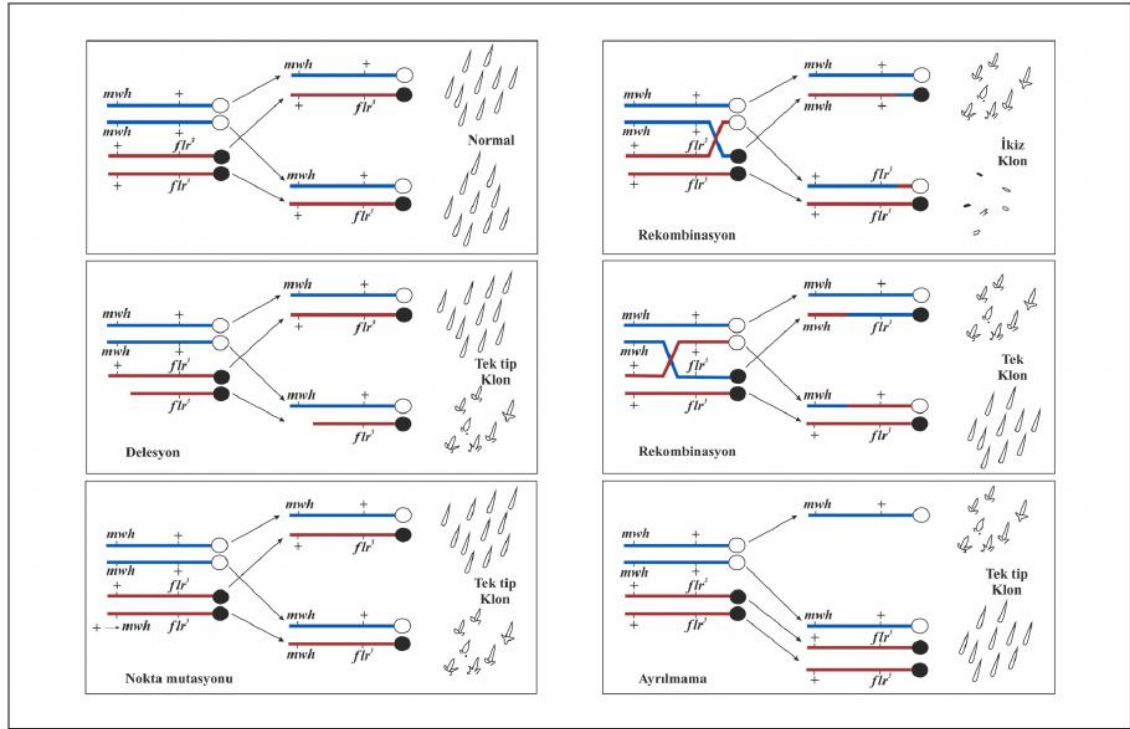 mwh + mwh +
mwh + + flr³
+ flr³ Normal
+ flr³ mwh +
+ flr³
mwh + mwh +
mwh + mwh +
+ flr³ İkiz
Klon
+ flr³ + flr³
+ flr³
Rekombinasyon
mwh + mwh +
mwh + + flr³
+ flr³ Tek tip
Klon
flr³ mwh +
flr³
Delesyon
mwh + mwh +
mwh + mwh flr³
+ flr³ Tek
Klon
+ flr³ mwh +
+ flr³
Rekombinasyon
mwh + mwh +
mwh + + flr³
+ flr³ Tek tip
Klon
+ → mwh flr³ mwh +
mwh flr³
Nokta mutasyonu
mwh + mwh +
mwh +
+ flr³ Tek tip
Klon
+ flr³ mwh +
+ flr³
+ flr³
Ayrılmama